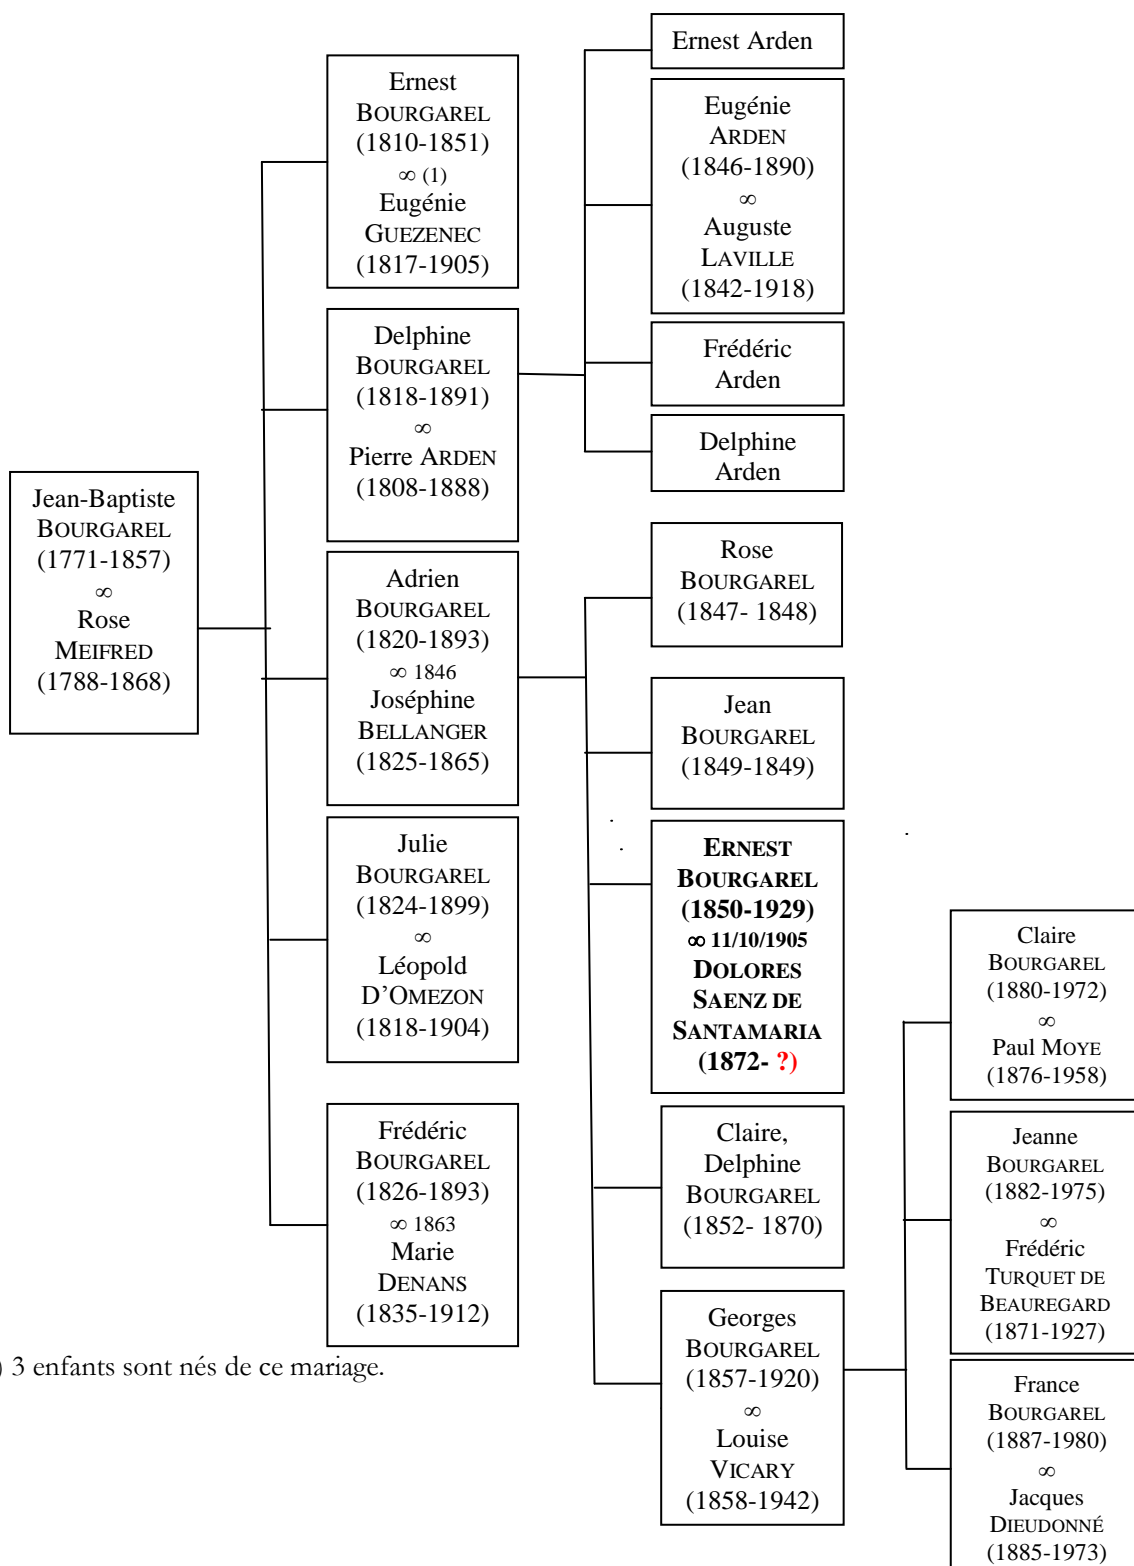 Jean-Baptiste
BOURGAREL
(1771-1857)
∞
Rose
MEIFRED
(1788-1868)
Ernest
BOURGAREL
(1810-1851)
∞ (1)
Eugénie
GUEZENEC
(1817-1905)
Delphine
BOURGAREL
(1818-1891)
∞
Pierre ARDEN
(1808-1888)
Adrien
BOURGAREL
(1820-1893)
∞ 1846
Joséphine
BELLANGER
(1825-1865)
Julie
BOURGAREL
(1824-1899)
∞
Léopold
D’OMEZON
(1818-1904)
Frédéric
BOURGAREL
(1826-1893)
∞ 1863
Marie
DENANS
(1835-1912)
Ernest Arden
Eugénie
ARDEN
(1846-1890)
∞
Auguste
LAVILLE
(1842-1918)
Frédéric
Arden
Delphine
Arden
Rose
BOURGAREL
(1847- 1848)
Jean
BOURGAREL
(1849-1849)
ERNEST
BOURGAREL
(1850-1929)
∞ 11/10/1905
DOLORES
SAENZ DE
SANTAMARIA
(1872- ?)
Claire,
Delphine
BOURGAREL
(1852- 1870)
Georges
BOURGAREL
(1857-1920)
∞
Louise
VICARY
(1858-1942)
Claire
BOURGAREL
(1880-1972)
∞
Paul MOYE
(1876-1958)
Jeanne
BOURGAREL
(1882-1975)
∞
Frédéric
TURQUET DE
BEAUREGARD
(1871-1927)
France
BOURGAREL
(1887-1980)
∞
Jacques
DIEUDONNÉ
(1885-1973)
) 3 enfants sont nés de ce mariage.